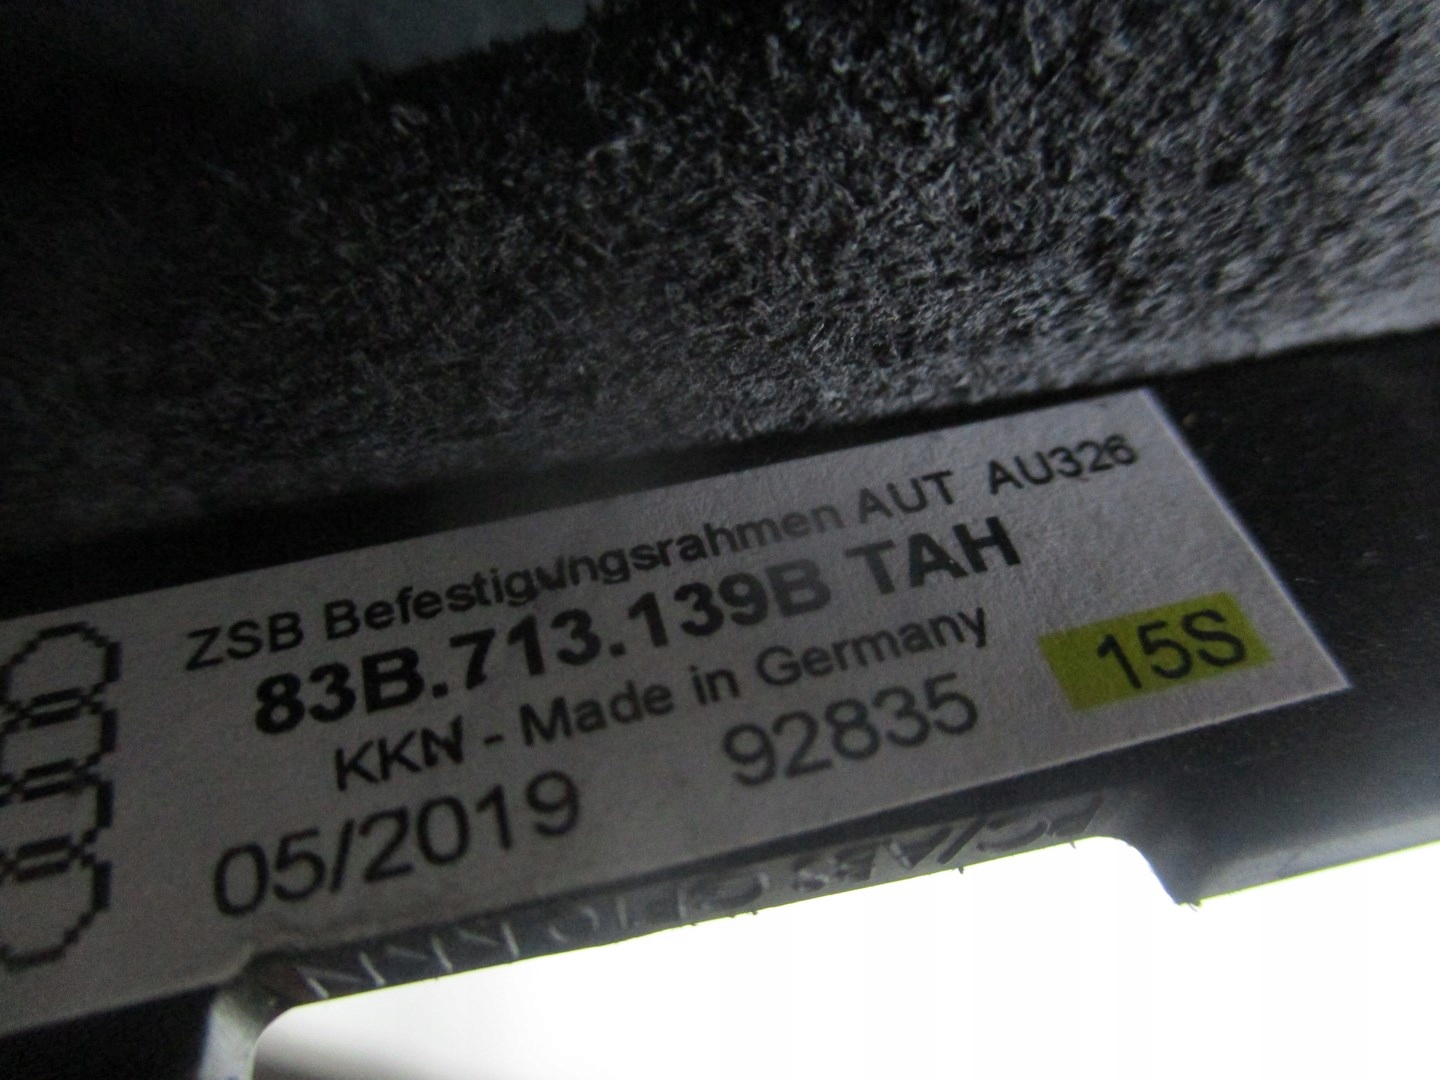 ZSB Befestigungsrahmen AUT AU326
83B.713.139B TAH
KKN - Made in Germany
05/2019 92835 15S